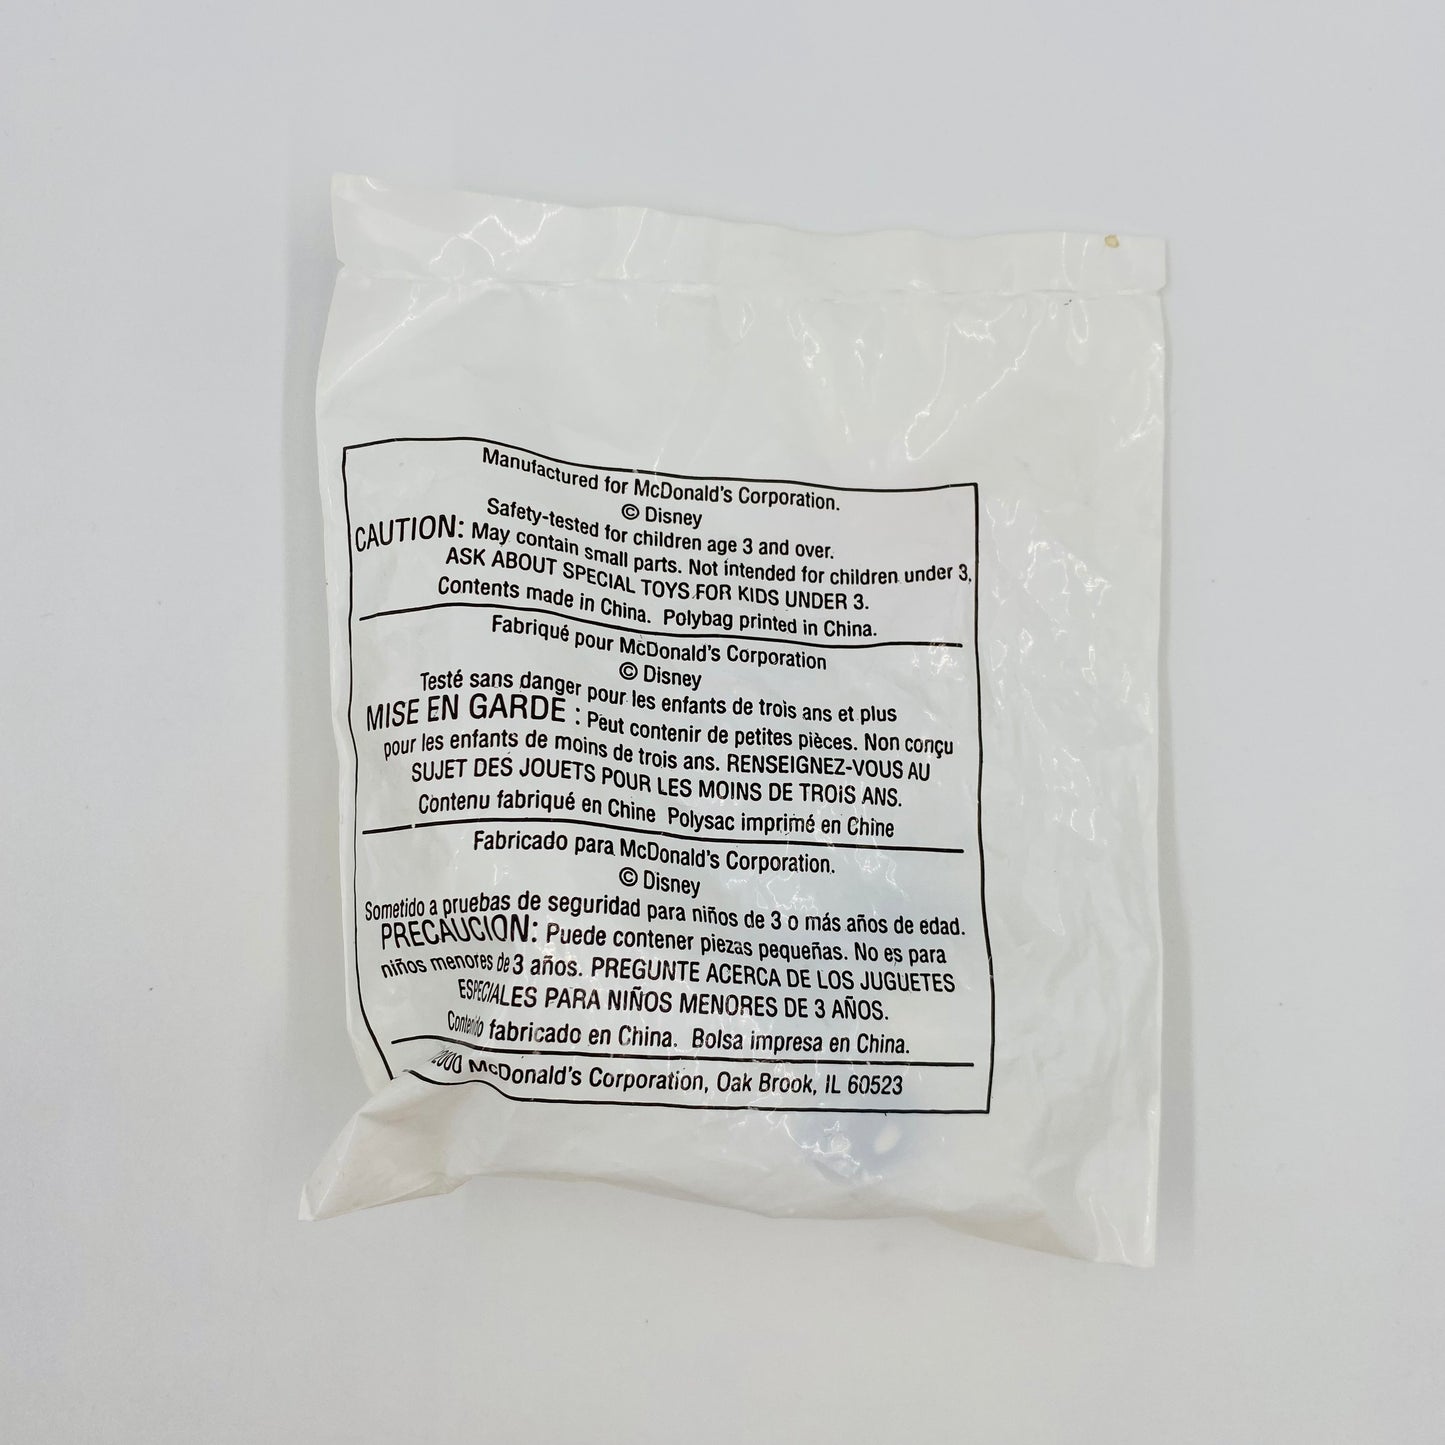 Manufactured for McDonald's Corporation.
© Disney
Safety-tested for children age 3 and over.
CAUTION: May contain small parts. Not intended for children under 3.
ASK ABOUT SPECIAL TOYS FOR KIDS UNDER 3.
Contents made in China. Polybag printed in China.
Fabriqué pour McDonald's Corporation
© Disney
Testé sans danger pour les enfants de trois ans et plus
MISE EN GARDE : Peut contenir de petites pièces. Non conçu
pour les enfants de moins de trois ans. RENSEIGNEZ-VOUS AU
SUJET DES JOUETS POUR LES MOINS DE TROIS ANS.
Contenu fabriqué en Chine Polysac imprimé en Chine
Fabricado para McDonald's Corporation.
© Disney
Sometido a pruebas de seguridad para niños de 3 o más años de edad.
PRECAUCION: Puede contener piezas pequeñas. No es para
niños menores de 3 años. PREGUNTE ACERCA DE LOS JUGUETES
ESPECIALES PARA NIÑOS MENORES DE 3 AÑOS.
Contenido fabricado en China. Bolsa impresa en China.
2000 McDonald's Corporation, Oak Brook, IL 60523